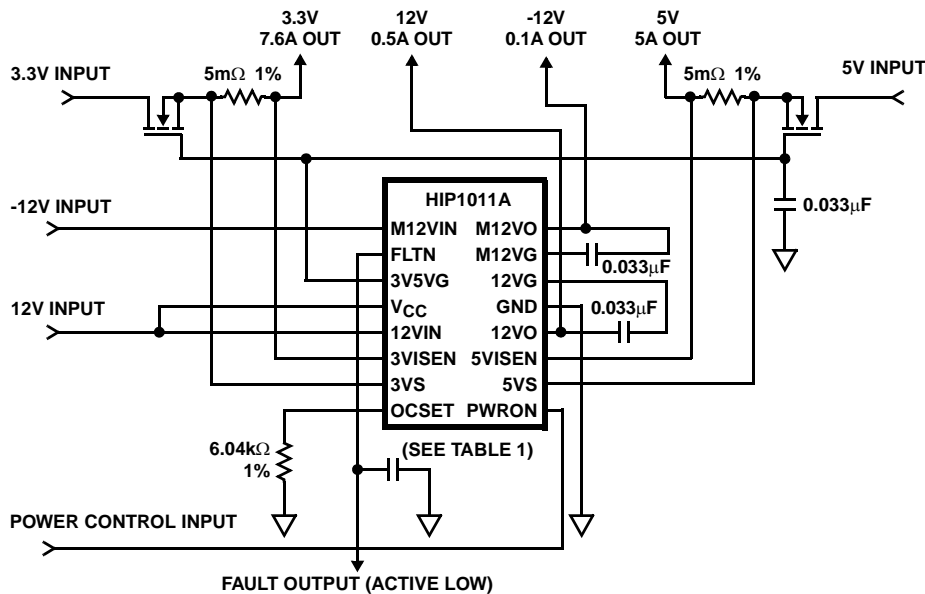 3.3V
7.6A OUT
12V
0.5A OUT
-12V
0.1A OUT
5V
5A OUT
3.3V INPUT
5mΩ 1%
5mΩ 1%
5V INPUT
HIP1011A
-12V INPUT
M12VIN
M12VO
0.033µF
FLTN
M12VG
0.033µF
3V5VG
12VG
12V INPUT
VCC
GND
0.033µF
12VIN
12VO
3VISEN
5VISEN
3VS
5VS
OCSET
PWRON
6.04kΩ
1%
(SEE TABLE 1)
POWER CONTROL INPUT
FAULT OUTPUT (ACTIVE LOW)